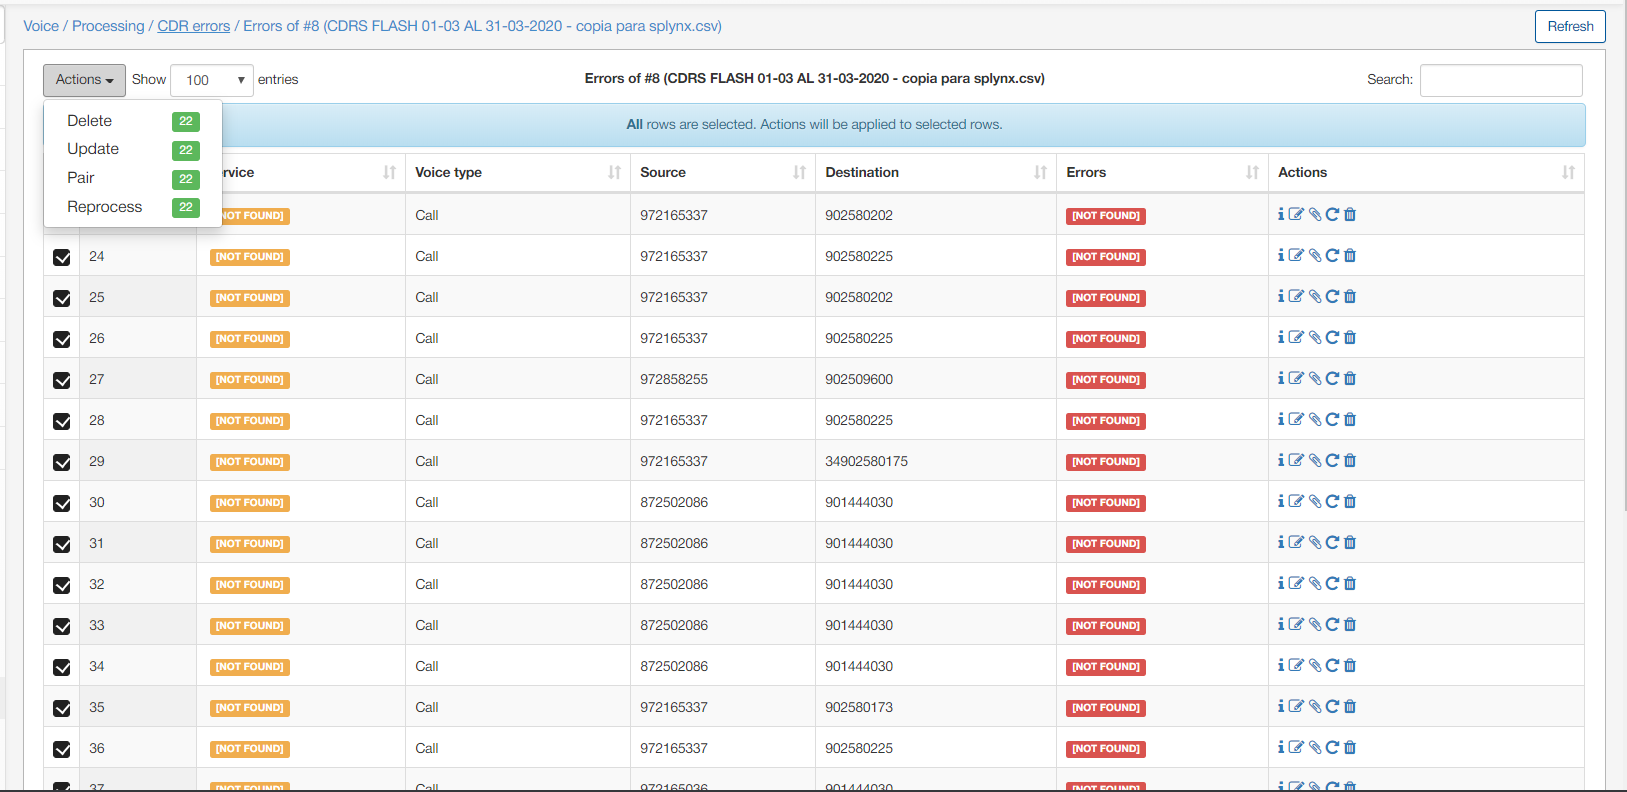 Voice / Processing / CDR errors / Errors of #8 (CDRS FLASH 01-03 AL 31-03-2020 - copia para splynx.csv)
Refresh
Actions Show 100 entries
Errors of #8 (CDRS FLASH 01-03 AL 31-03-2020 - copia para splynx.csv)
Search:
Delete 22
Update 22
Pair 22
Reprocess 22
All rows are selected. Actions will be applied to selected rows.
rvice Voice type Source Destination Errors Actions
NOT FOUND] Call 972165337 902580202 [NOT FOUND]
24 [NOT FOUND] Call 972165337 902580225 [NOT FOUND]
25 [NOT FOUND] Call 972165337 902580202 [NOT FOUND]
26 [NOT FOUND] Call 972165337 902580225 [NOT FOUND]
27 [NOT FOUND] Call 972858255 902509600 [NOT FOUND]
28 [NOT FOUND] Call 972165337 902580225 [NOT FOUND]
29 [NOT FOUND] Call 972165337 34902580175 [NOT FOUND]
30 [NOT FOUND] Call 872502086 901444030 [NOT FOUND]
31 [NOT FOUND] Call 872502086 901444030 [NOT FOUND]
32 [NOT FOUND] Call 872502086 901444030 [NOT FOUND]
33 [NOT FOUND] Call 872502086 901444030 [NOT FOUND]
34 [NOT FOUND] Call 872502086 901444030 [NOT FOUND]
35 [NOT FOUND] Call 972165337 902580173 [NOT FOUND]
36 [NOT FOUND] Call 972165337 902580225 [NOT FOUND]
37 [NOT FOUND] Call 972165036 901444030 [NOT FOUND]